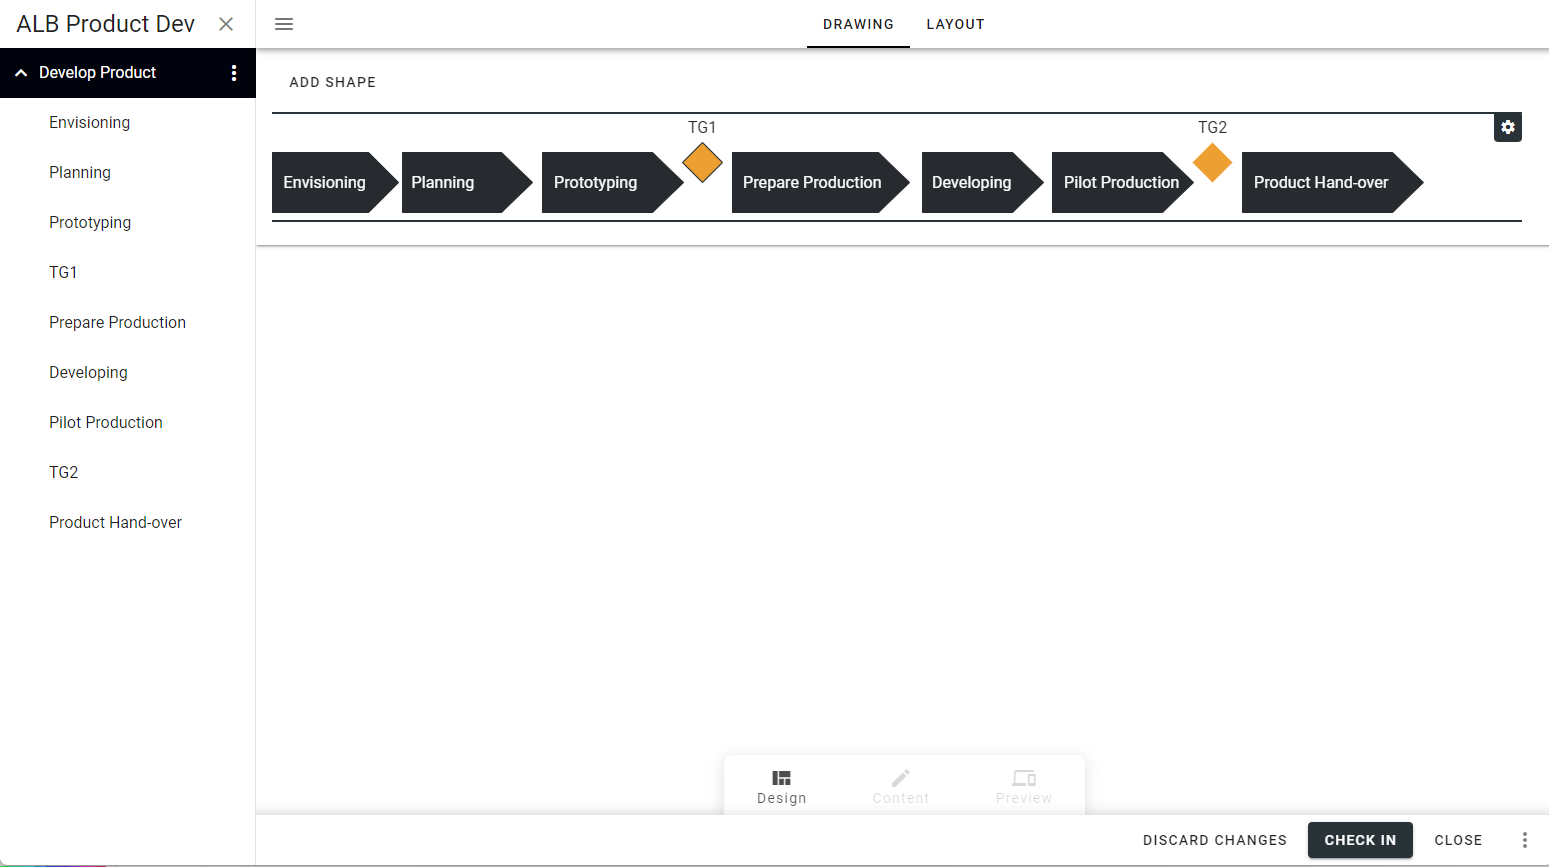 ALB Product Dev
DRAWING LAYOUT
Develop Product
Envisioning
Planning
Prototyping
TG1
Prepare Production
Developing
Pilot Production
TG2
Product Hand-over
ADD SHAPE
TG1 TG2
Envisioning Planning Prototyping Prepare Production Developing Pilot Production Product Hand-over
Design Content Preview
DISCARD CHANGES CHECK IN CLOSE